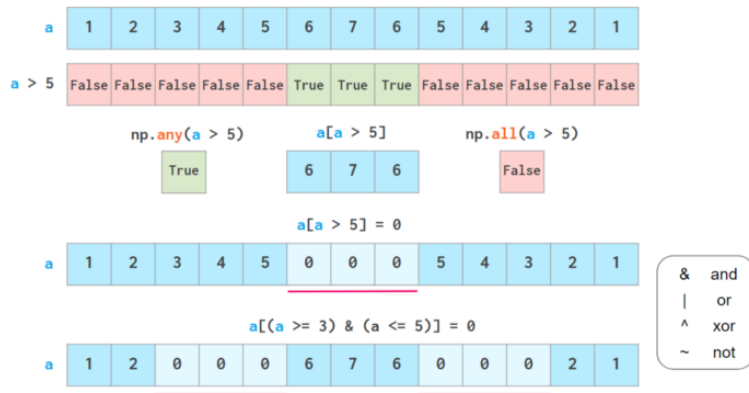 a 1 2 3 4 5 6 7 6 5 4 3 2 1
a > 5 False False False False False True True True False False False False False
np.any(a > 5) a[a > 5] np.all(a > 5)
True 6 7 6 False
a[a > 5] = 0
a 1 2 3 4 5 0 0 0 5 4 3 2 1
& and
| or
^ xor
~ not
a[(a >= 3) & (a <= 5)] = 0
a 1 2 0 0 0 6 7 6 0 0 0 2 1